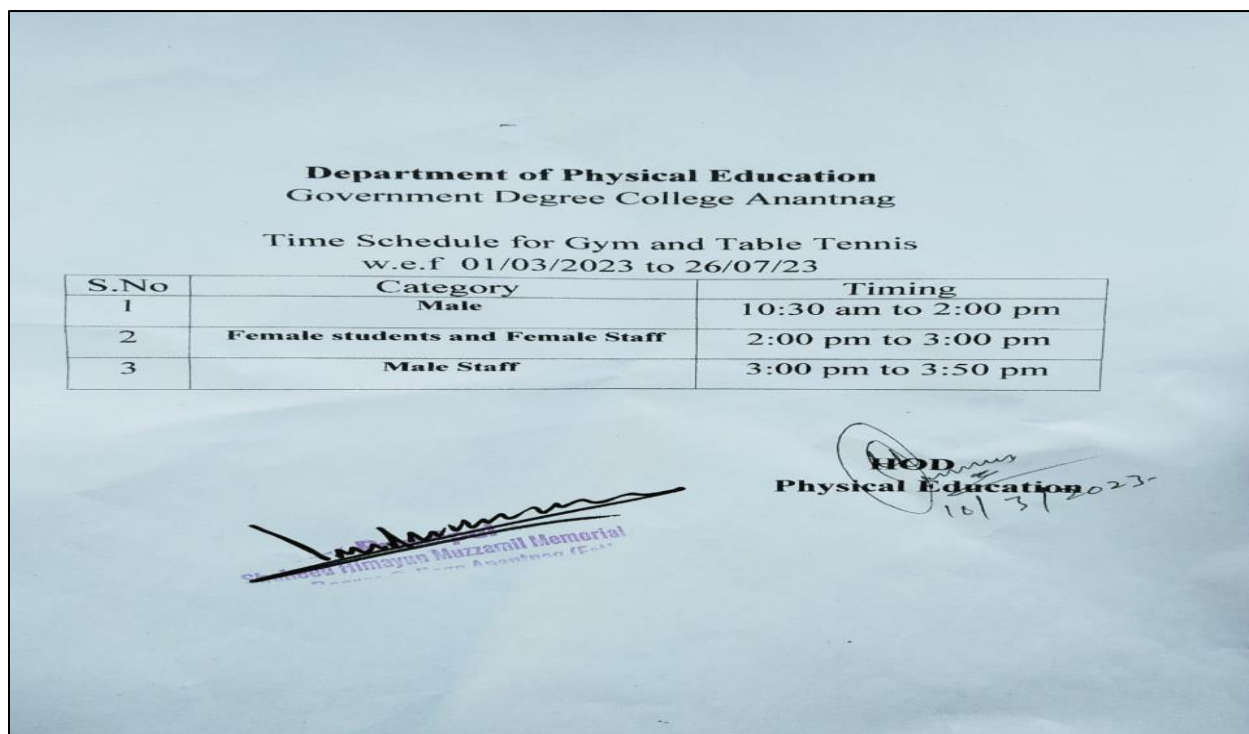 Department of Physical Education
Government Degree College Anantnag
Time Schedule for Gym and Table Tennis
w.e.f 01/03/2023 to 26/07/23
S.No Category Timing
1 Male 10:30 am to 2:00 pm
2 Female students and Female Staff 2:00 pm to 3:00 pm
3 Male Staff 3:00 pm to 3:50 pm
HOD
Physical Education
10/3/2023
Himayun Muzzamil Memorial
College Anantnag